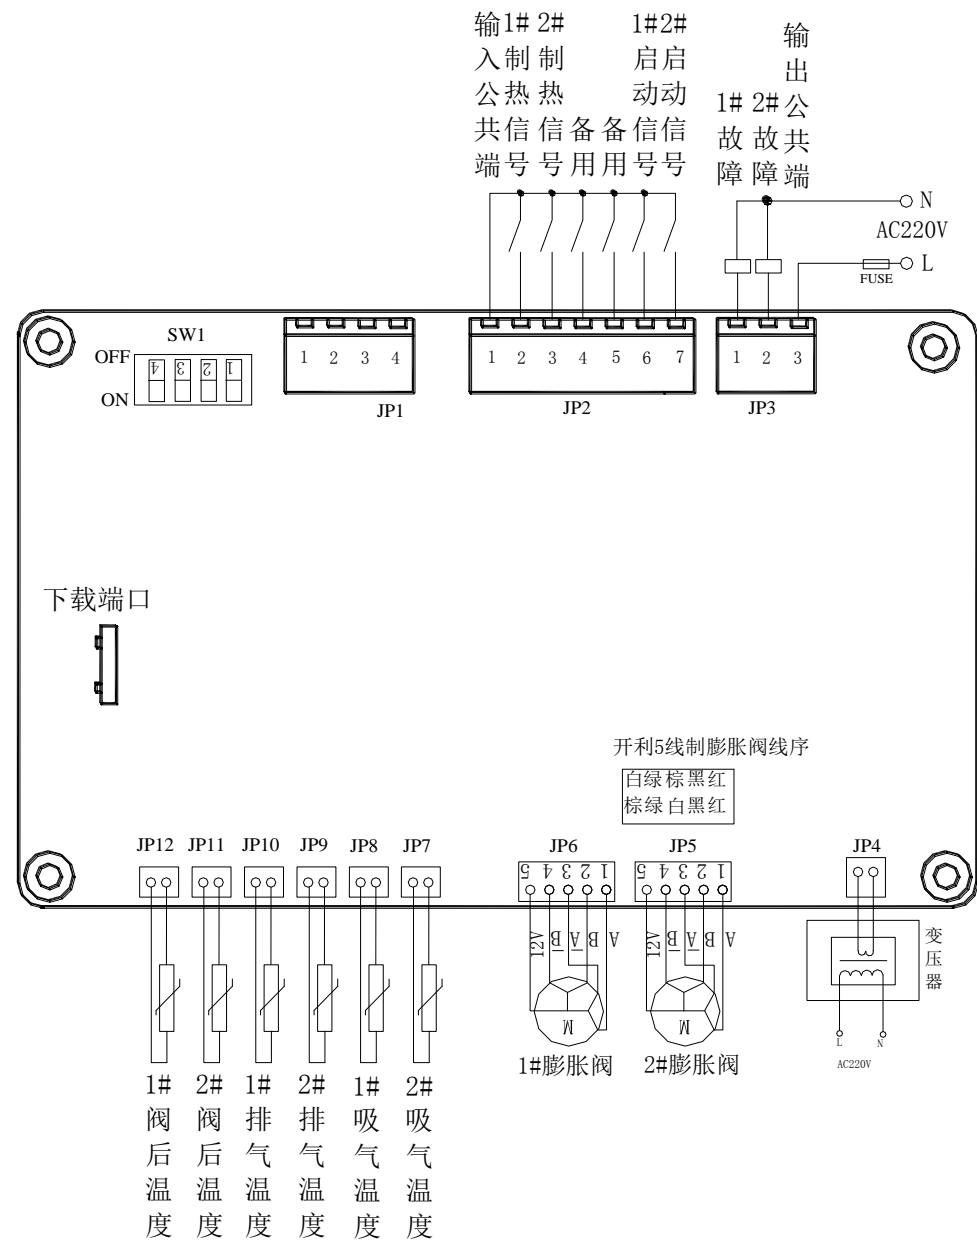 输入公共端
1#制热信号
2#制热信号
备用
备用
1#启动信号
2#启动信号
1#故障
2#故障
输出公共端
N
AC220V
L
FUSE
SW1
OFF
ON
4 3 2 1
1 2 3 4
JP1
1 2 3 4 5 6 7
JP2
1 2 3
JP3
下载端口
开利5线制膨胀阀线序
白绿棕黑红
棕绿白黑红
JP12
JP11
JP10
JP9
JP8
JP7
JP6
5 4 3 2 1
12V B A B A
M
1#膨胀阀
JP5
5 4 3 2 1
12V B A B A
M
2#膨胀阀
JP4
变压器
L
N
AC220V
1#阀后温度
2#阀后温度
1#排气温度
2#排气温度
1#吸气温度
2#吸气温度